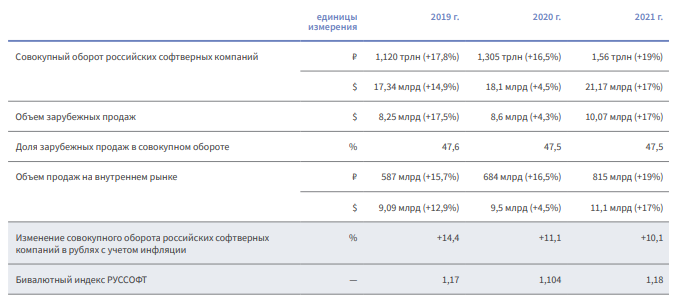 единицы измерения 2019 г. 2020 г. 2021 г.
Совокупный оборот российских софтверных компаний ₽ 1,120 трлн (+17,8%) 1,305 трлн (+16,5%) 1,56 трлн (+19%)
$ 17,34 млрд (+14,9%) 18,1 млрд (+4,5%) 21,17 млрд (+17%)
Объем зарубежных продаж $ 8,25 млрд (+17,5%) 8,6 млрд (+4,3%) 10,07 млрд (+17%)
Доля зарубежных продаж в совокупном обороте % 47,6 47,5 47,5
Объем продаж на внутреннем рынке ₽ 587 млрд (+15,7%) 684 млрд (+16,5%) 815 млрд (+19%)
$ 9,09 млрд (+12,9%) 9,5 млрд (+4,5%) 11,1 млрд (+17%)
Изменение совокупного оборота российских софтверных
компаний в рублях с учетом инфляции % +14,4 +11,1 +10,1
Бивалютный индекс РУССОФТ — 1,17 1,104 1,18